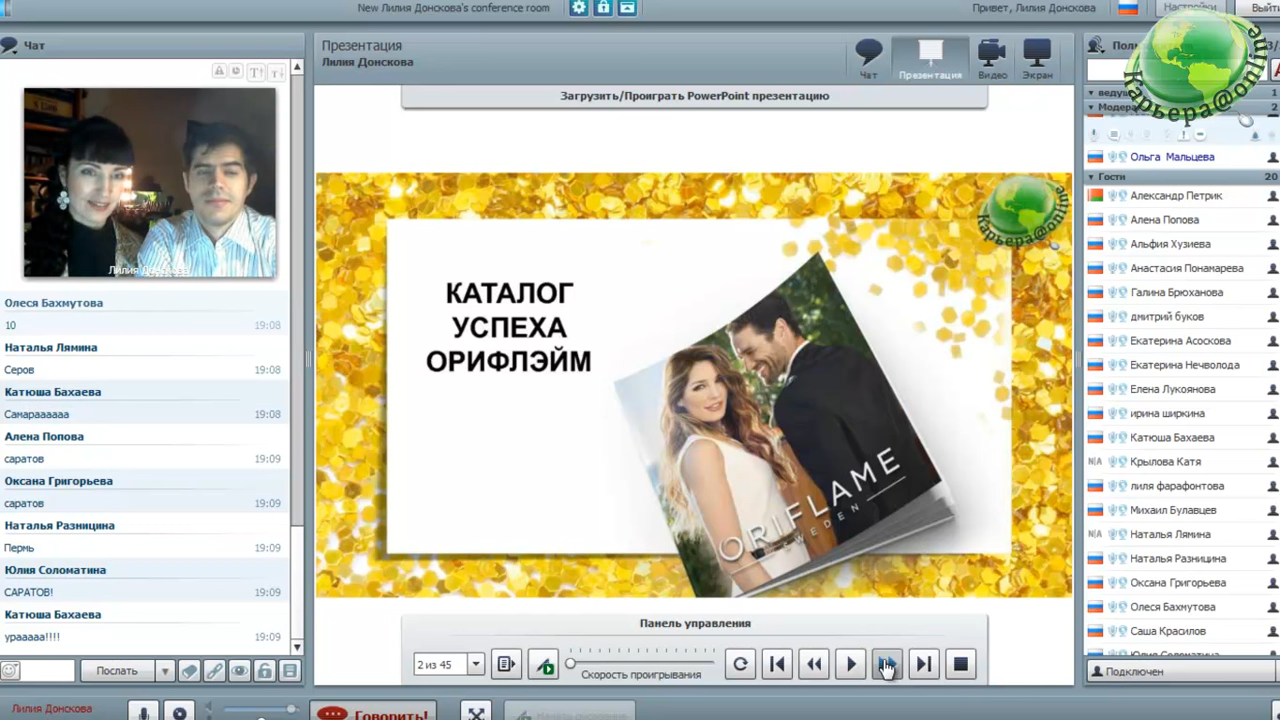 New Лилия Донскова's conference room
Привет, Лилия Донскова
Настройки
Выйти
Чат
Лилия Донскова
Олеся Бахмутова
10 19:08
Наталья Лямина
Серов 19:08
Катюша Бахаева
Самараааааа 19:08
Алена Попова
саратов 19:09
Оксана Григорьева
саратов 19:09
Наталья Разницина
Пермь 19:09
Юлия Соломатина
САРАТОВ! 19:09
Катюша Бахаева
урааааа!!!! 19:09
Послать
Лилия Донскова
Говорить!
Презентация
Лилия Донскова
Чат
Презентация
Видео
Экран
Загрузить/Проиграть PowerPoint презентацию
Карьера@online
КАТАЛОГ
УСПЕХА
ОРИФЛЭЙМ
ORIFLAME
SWEDEN
Панель управления
2 из 45
Скорость проигрывания
Карьера@online
1
2
Ольга Мальцева
Гости 20
Александр Петрик
Алена Попова
Альфия Хузиева
Анастасия Понамарева
Галина Брюханова
дмитрий буков
Екатерина Асоскова
Екатерина Нечволода
Елена Лукоянова
ирина ширкина
Катюша Бахаева
N/A Крылова Катя
лиля фарафонтова
Михаил Булавцев
N/A Наталья Лямина
Наталья Разницина
Оксана Григорьева
Олеся Бахмутова
Саша Красилов
Юлия Соломатина
Подключен